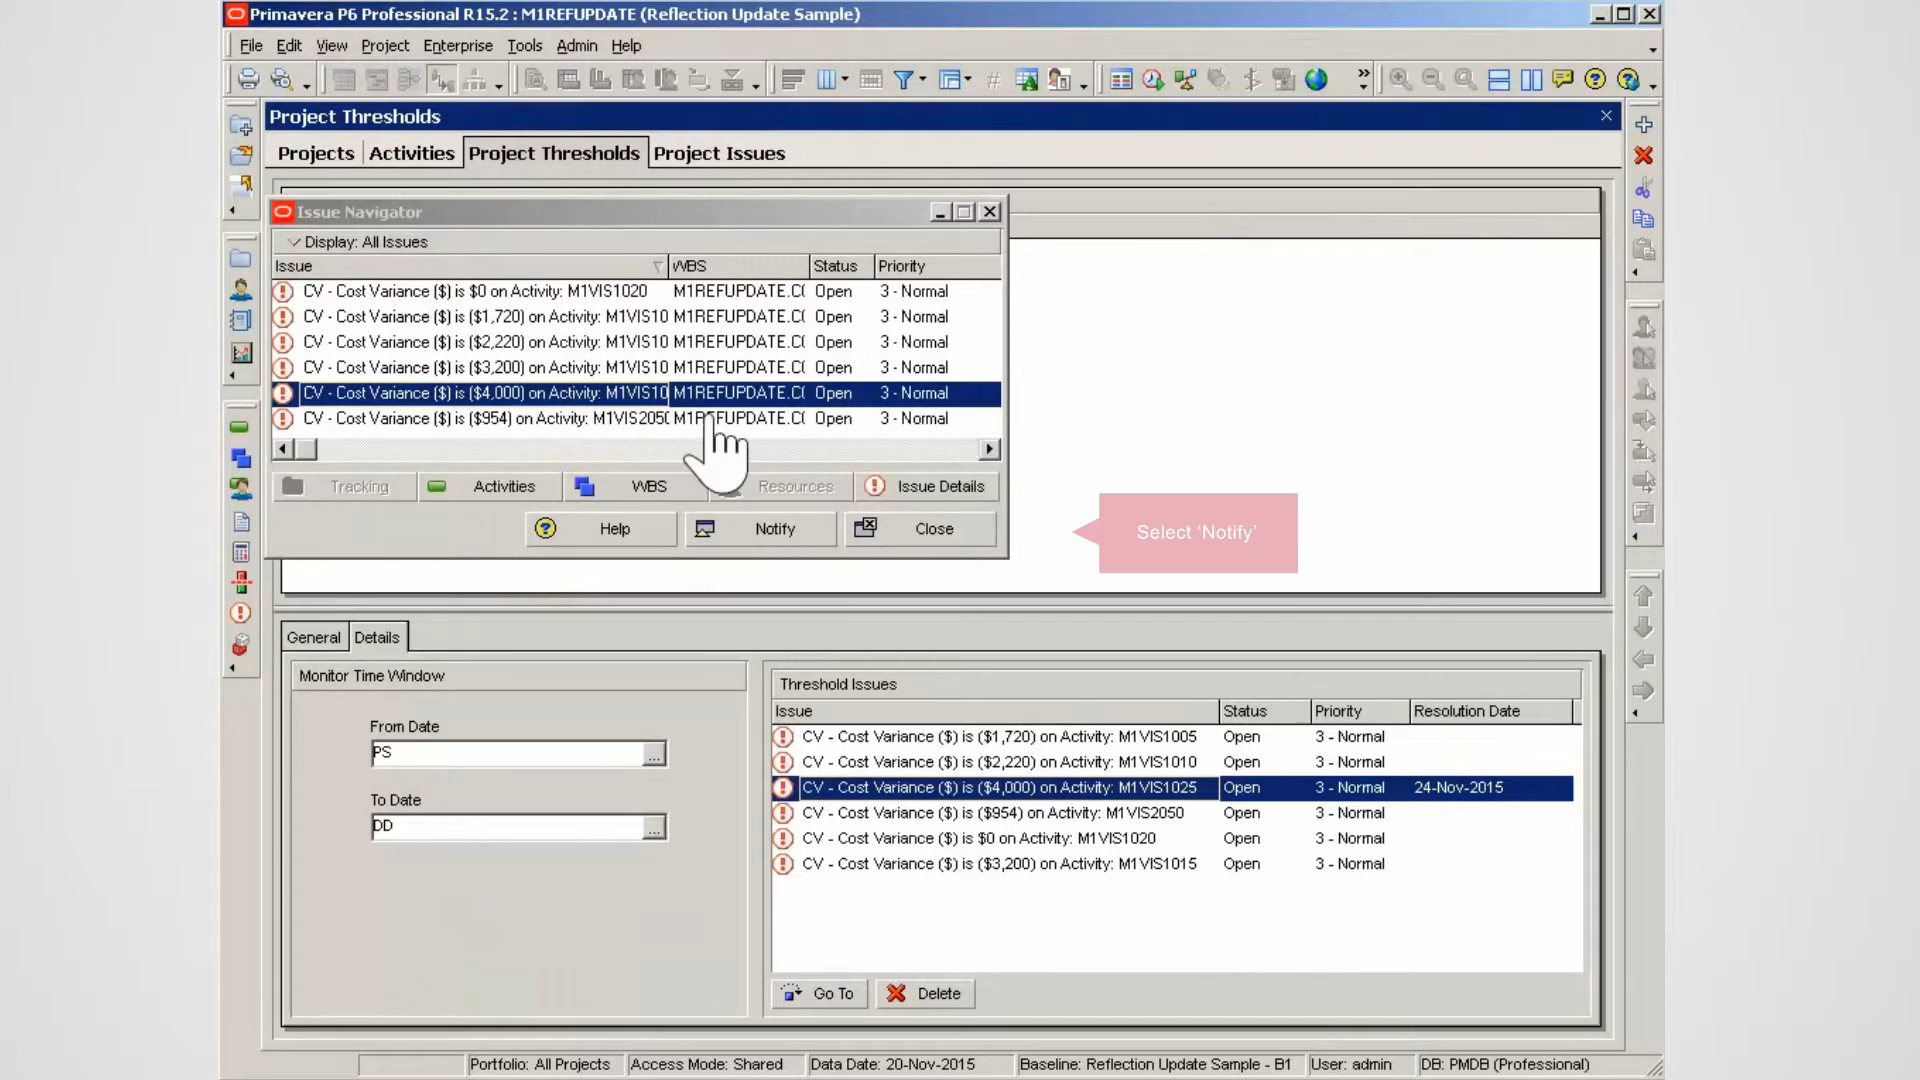 Primavera P6 Professional R15.2 : M1REFUPDATE (Reflection Update Sample)
File Edit View Project Enterprise Tools Admin Help
Project Thresholds
Projects Activities Project Thresholds Project Issues
Issue Navigator
Display: All Issues
Issue WBS Status Priority
CV - Cost Variance ($) is $0 on Activity: M1VIS1020 M1REFUPDATE.C( Open 3 - Normal
CV - Cost Variance ($) is ($1,720) on Activity: M1VIS10 M1REFUPDATE.C( Open 3 - Normal
CV - Cost Variance ($) is ($2,220) on Activity: M1VIS10 M1REFUPDATE.C( Open 3 - Normal
CV - Cost Variance ($) is ($3,200) on Activity: M1VIS10 M1REFUPDATE.C( Open 3 - Normal
CV - Cost Variance ($) is ($4,000) on Activity: M1VIS10 M1REFUPDATE.C( Open 3 - Normal
CV - Cost Variance ($) is ($954) on Activity: M1VIS205( M1REFUPDATE.C( Open 3 - Normal
Tracking Activities WBS Resources Issue Details
Help Notify Close
Select ‘Notify’
General Details
Monitor Time Window
From Date
PS
...
To Date
DD
...
Threshold Issues
Issue Status Priority Resolution Date
CV - Cost Variance ($) is ($1,720) on Activity: M1VIS1005 Open 3 - Normal
CV - Cost Variance ($) is ($2,220) on Activity: M1VIS1010 Open 3 - Normal
CV - Cost Variance ($) is ($4,000) on Activity: M1VIS1025 Open 3 - Normal 24-Nov-2015
CV - Cost Variance ($) is ($954) on Activity: M1VIS2050 Open 3 - Normal
CV - Cost Variance ($) is $0 on Activity: M1VIS1020 Open 3 - Normal
CV - Cost Variance ($) is ($3,200) on Activity: M1VIS1015 Open 3 - Normal
Go To Delete
Portfolio: All Projects Access Mode: Shared Data Date: 20-Nov-2015 Baseline: Reflection Update Sample - B1 User: admin DB: PMDB (Professional)